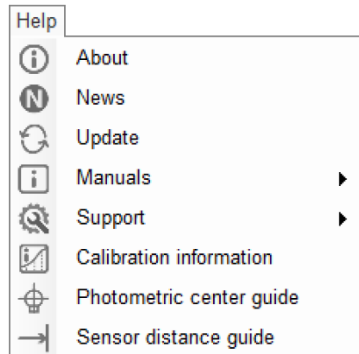 Help
About
News
Update
Manuals
Support
Calibration information
Photometric center guide
Sensor distance guide